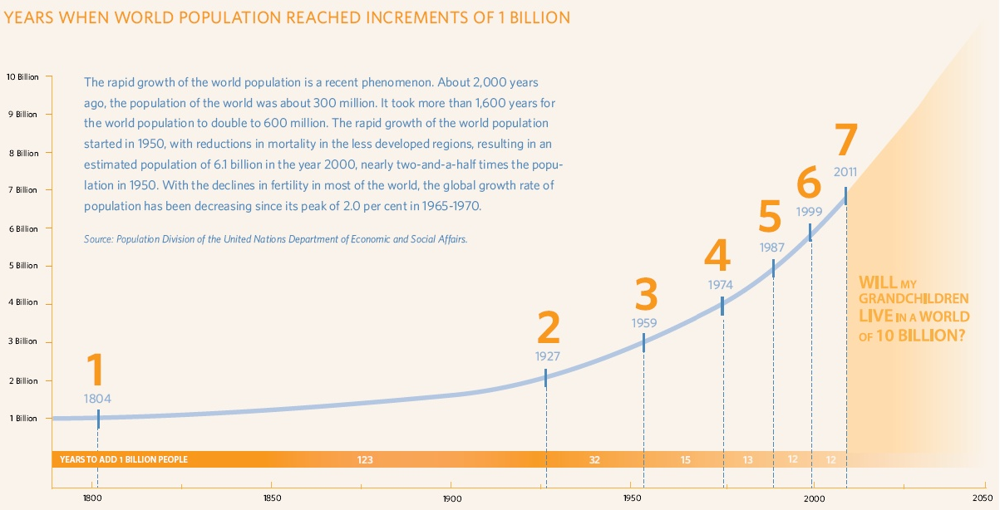 YEARS WHEN WORLD POPULATION REACHED INCREMENTS OF 1 BILLION
10 Billion
9 Billion
8 Billion
7 Billion
6 Billion
5 Billion
4 Billion
3 Billion
2 Billion
1 Billion
The rapid growth of the world population is a recent phenomenon. About 2,000 years
ago, the population of the world was about 300 million. It took more than 1,600 years for
the world population to double to 600 million. The rapid growth of the world population
started in 1950, with reductions in mortality in the less developed regions, resulting in an
estimated population of 6.1 billion in the year 2000, nearly two-and-a-half times the popu-
lation in 1950. With the declines in fertility in most of the world, the global growth rate of
population has been decreasing since its peak of 2.0 per cent in 1965-1970.
Source: Population Division of the United Nations Department of Economic and Social Affairs.
1
1804
2
1927
3
1959
4
1974
5
1987
6
1999
7
2011
WILL MY
GRANDCHILDREN
LIVE IN A WORLD
OF 10 BILLION?
YEARS TO ADD 1 BILLION PEOPLE 123 32 15 13 12 12
1800 1850 1900 1950 2000 2050